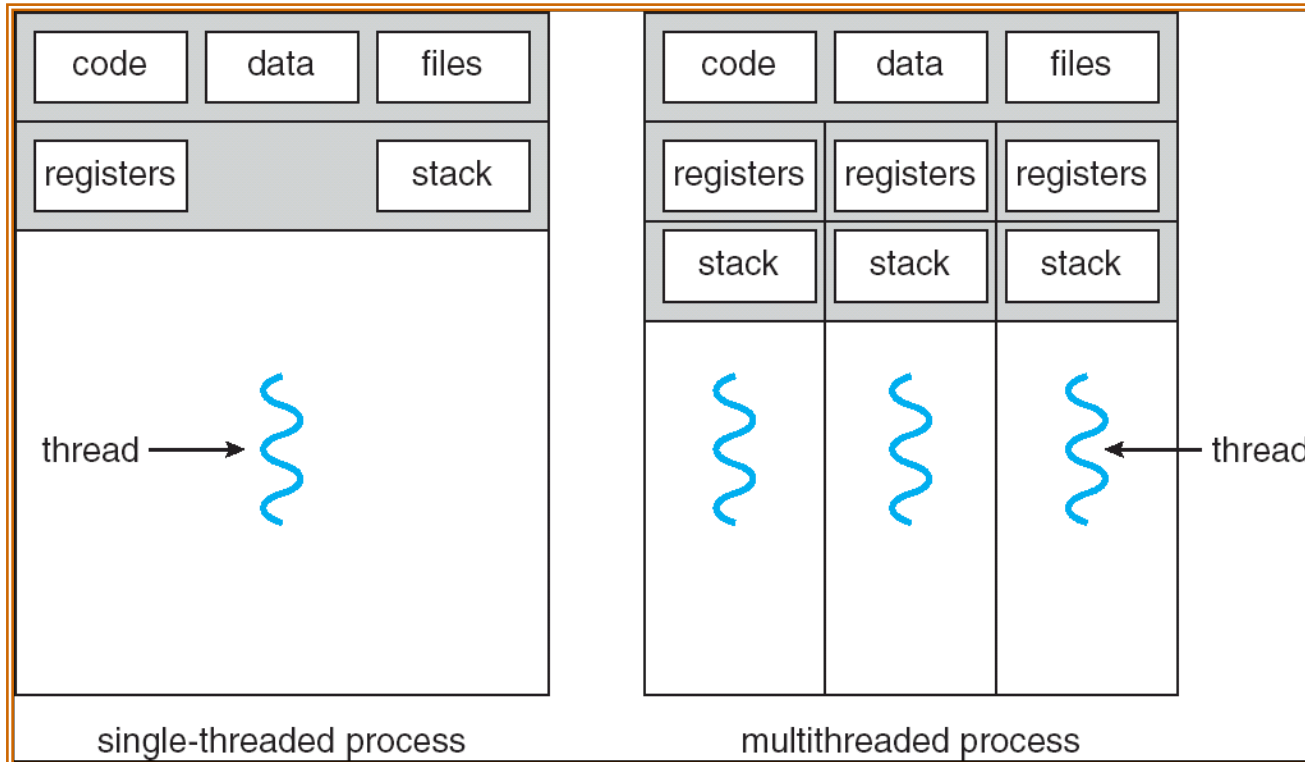 code data files code data files
registers stack registers registers registers
stack stack stack
thread thread
single-threaded process multithreaded process